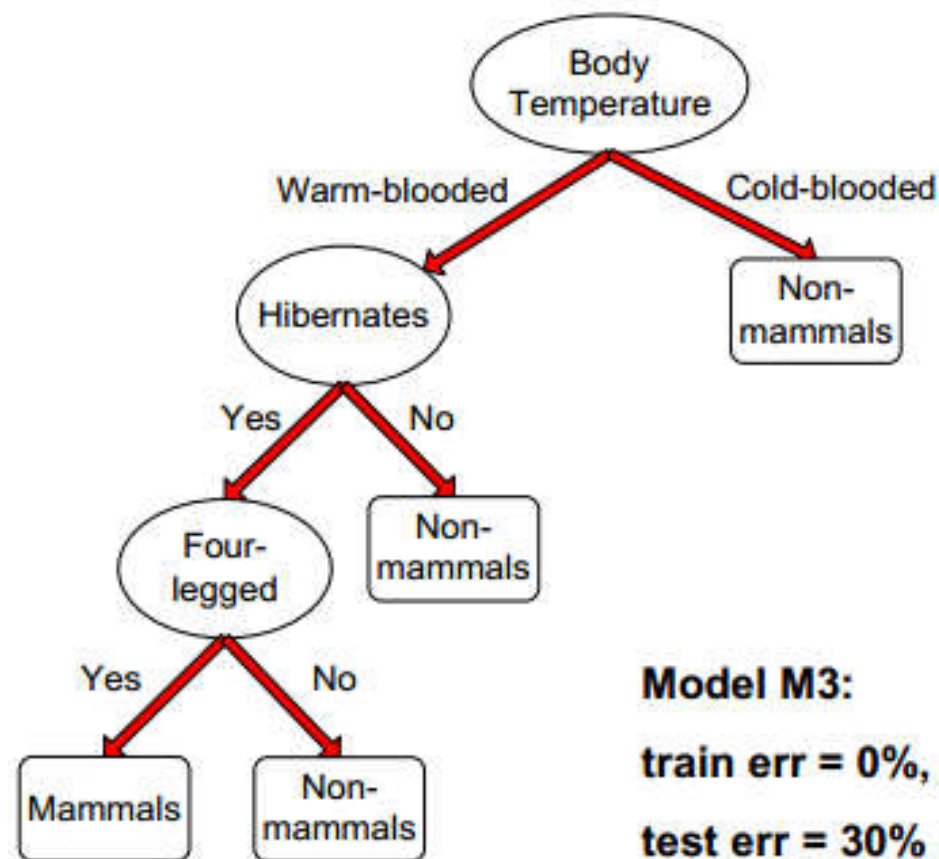 Body
Temperature
Warm-blooded
Cold-blooded
Hibernates
Non-
mammals
Yes
No
Four-
legged
Non-
mammals
Yes
No
Mammals
Non-
mammals
Model M3:
train err = 0%,
test err = 30%